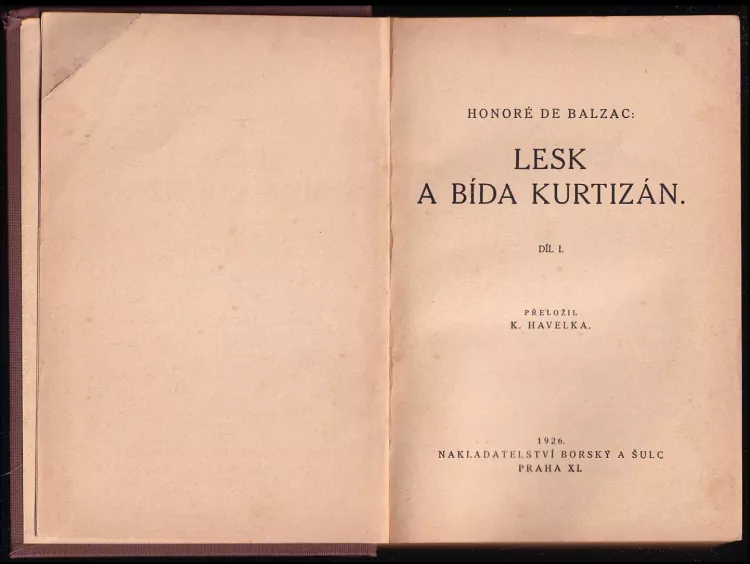 HONORÉ DE BALZAC:
LESK
A BÍDA KURTIZÁN.
DÍL I.
PŘELOŽIL
K. HAVELKA.
1926.
NAKLADATELSTVÍ BORSKÝ A ŠULC
PRAHA XI.